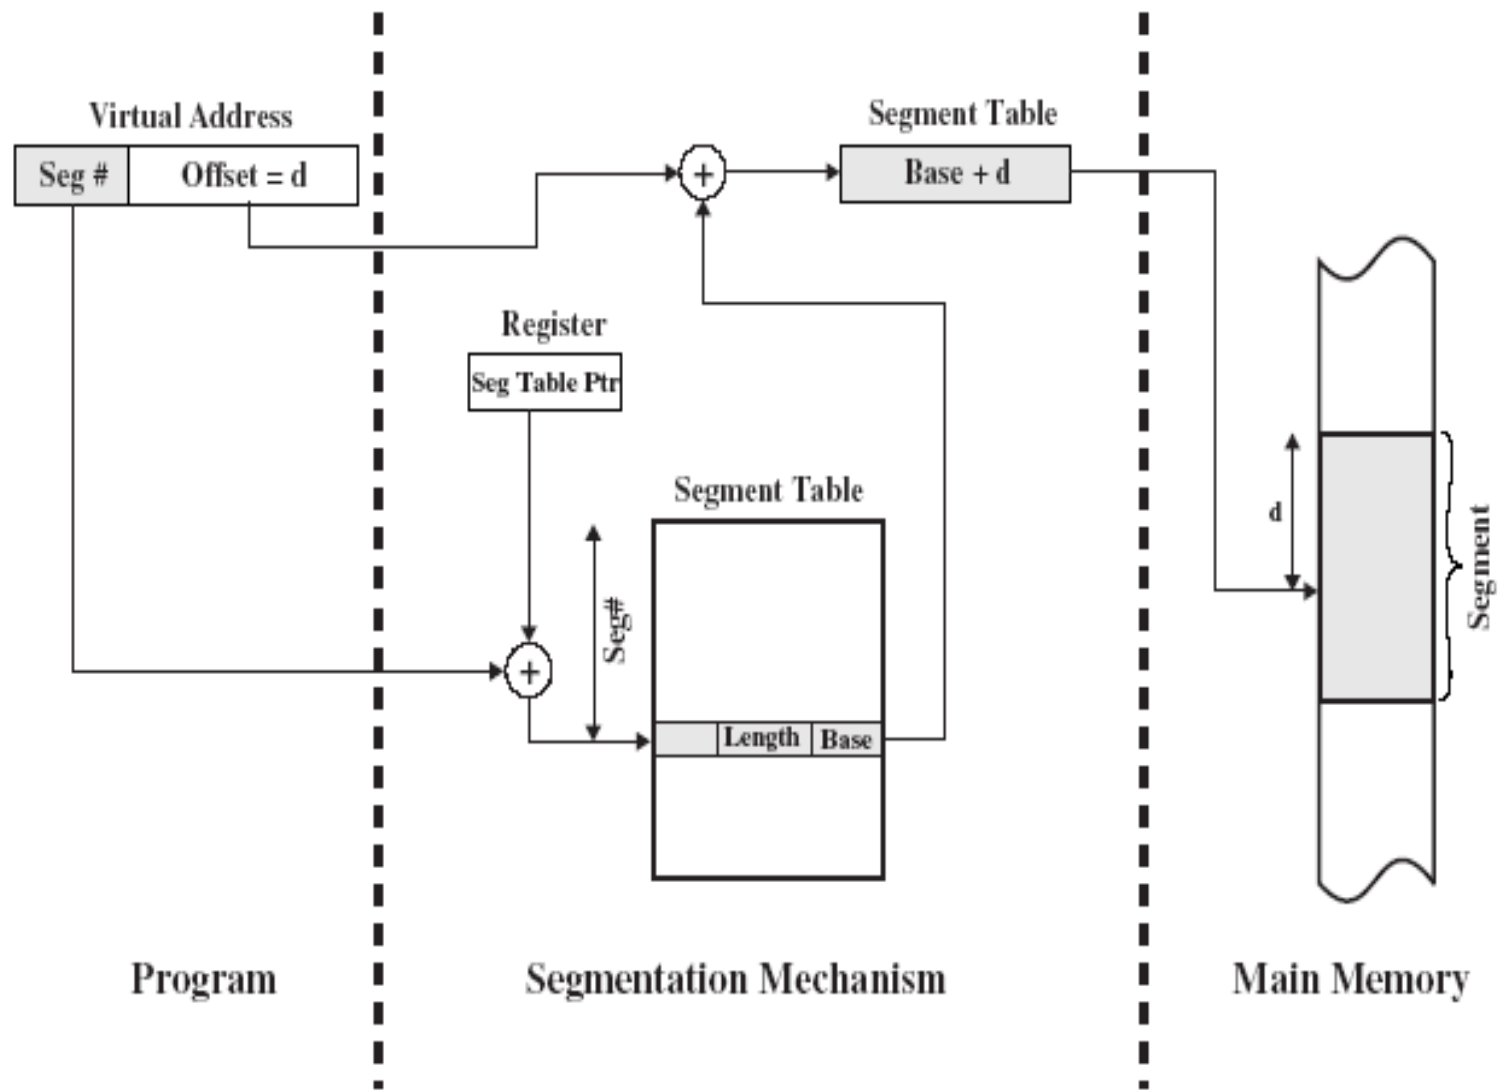 Virtual Address
Seg #
Offset = d
+
Segment Table
Base + d
Register
Seg Table Ptr
Segment Table
Seg#
+
Length
Base
d
Segment
Program
Segmentation Mechanism
Main Memory